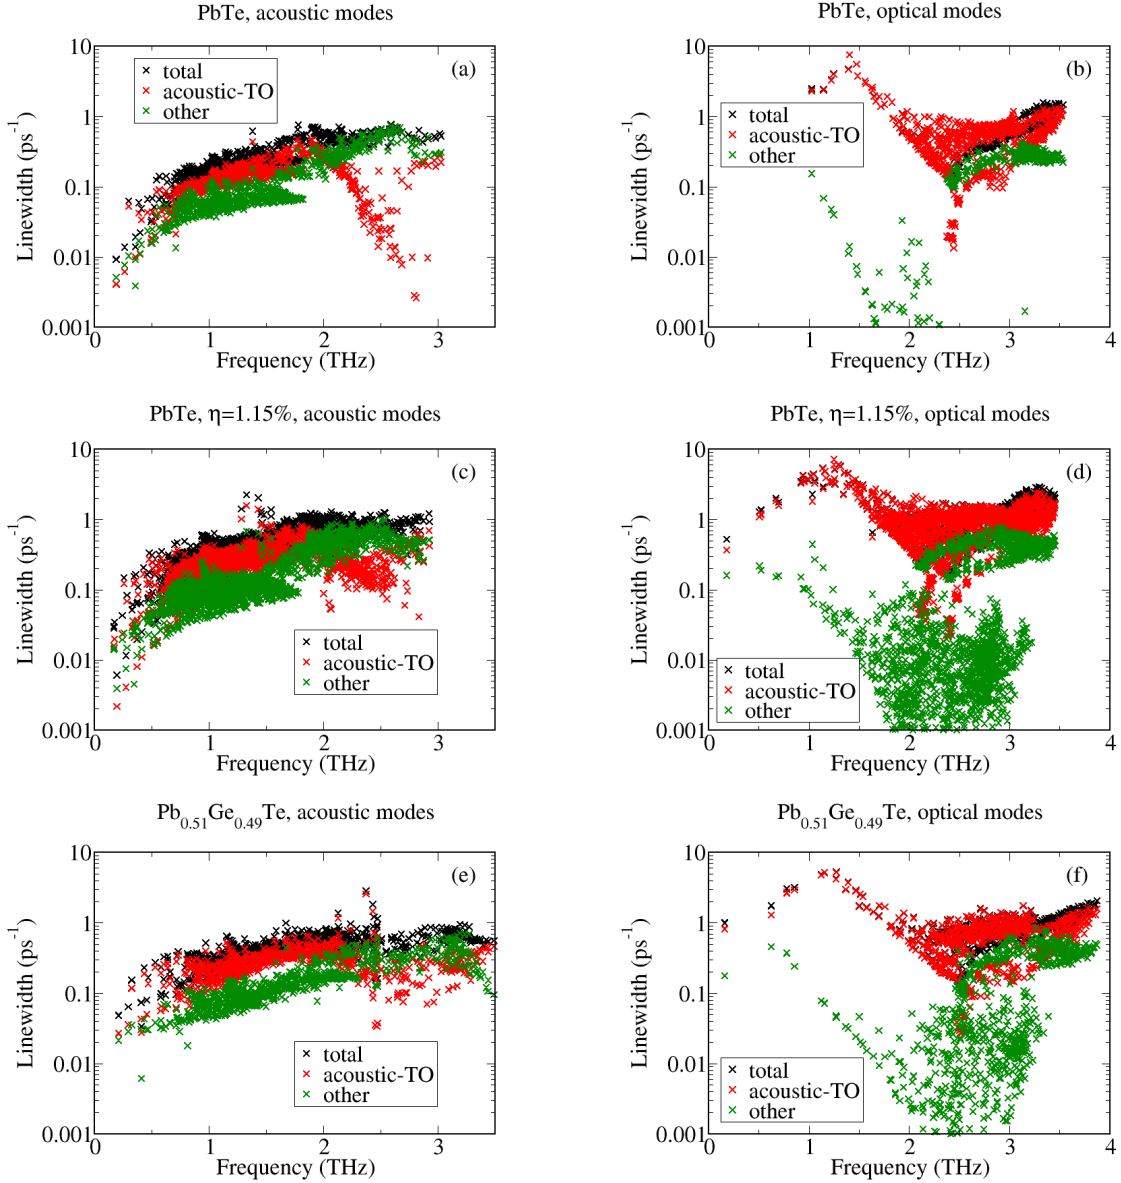 PbTe, acoustic modes
10
1
0.1
0.01
0.001
0
1
2
3
Linewidth (ps⁻¹)
Frequency (THz)
(a)
total
acoustic-TO
other
PbTe, optical modes
10
1
0.1
0.01
0.001
0
1
2
3
4
Linewidth (ps⁻¹)
Frequency (THz)
(b)
total
acoustic-TO
other
PbTe, η=1.15%, acoustic modes
10
1
0.1
0.01
0.001
0
1
2
3
Linewidth (ps⁻¹)
Frequency (THz)
(c)
total
acoustic-TO
other
PbTe, η=1.15%, optical modes
10
1
0.1
0.01
0.001
0
1
2
3
4
Linewidth (ps⁻¹)
Frequency (THz)
(d)
total
acoustic-TO
other
Pb₀.₅₁Ge₀.₄₉Te, acoustic modes
10
1
0.1
0.01
0.001
0
1
2
3
Linewidth (ps⁻¹)
Frequency (THz)
(e)
total
acoustic-TO
other
Pb₀.₅₁Ge₀.₄₉Te, optical modes
10
1
0.1
0.01
0.001
0
1
2
3
4
Linewidth (ps⁻¹)
Frequency (THz)
(f)
total
acoustic-TO
other